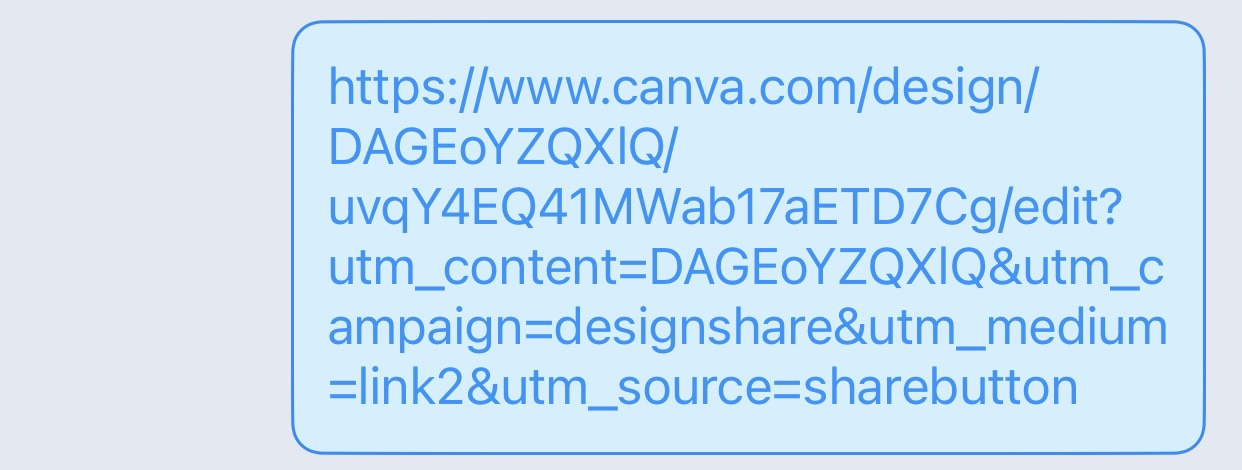 https://www.canva.com/design/
DAGEoYZQXlQ/
uvqY4EQ41MWab17aETD7Cg/edit?
utm_content=DAGEoYZQXlQ&utm_c
ampaign=designshare&utm_medium
=link2&utm_source=sharebutton